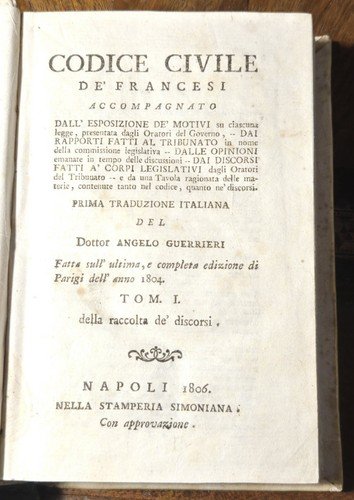 CODICE CIVILE
DE' FRANCESI
ACCOMPAGNATO
DALL' ESPOSIZIONE DE' MOTIVI su ciascuna
legge, presentata dagli Oratori del Governo, -- DAI
RAPPORTI FATTI AL TRIBUNATO in nome
della commissione legislativa -- DALLE OPINIONI
emanate in tempo delle discussioni -- DAI DISCORSI
FATTI A' CORPI LEGISLATIVI dagli Oratori
del Tribunato -- e da una Tavola ragionata delle ma-
terie, contenute tanto nel codice, quanto ne' discorsi.
PRIMA TRADUZIONE ITALIANA
DEL
Dottor ANGELO GUERRIERI
Fatta sull' ultima, e completa edizione di
Parigi dell' anno 1804.
TOM. I.
della raccolta de' discorsi.
NAPOLI 1806.
NELLA STAMPERIA SIMONIANA.
Con approvazione.